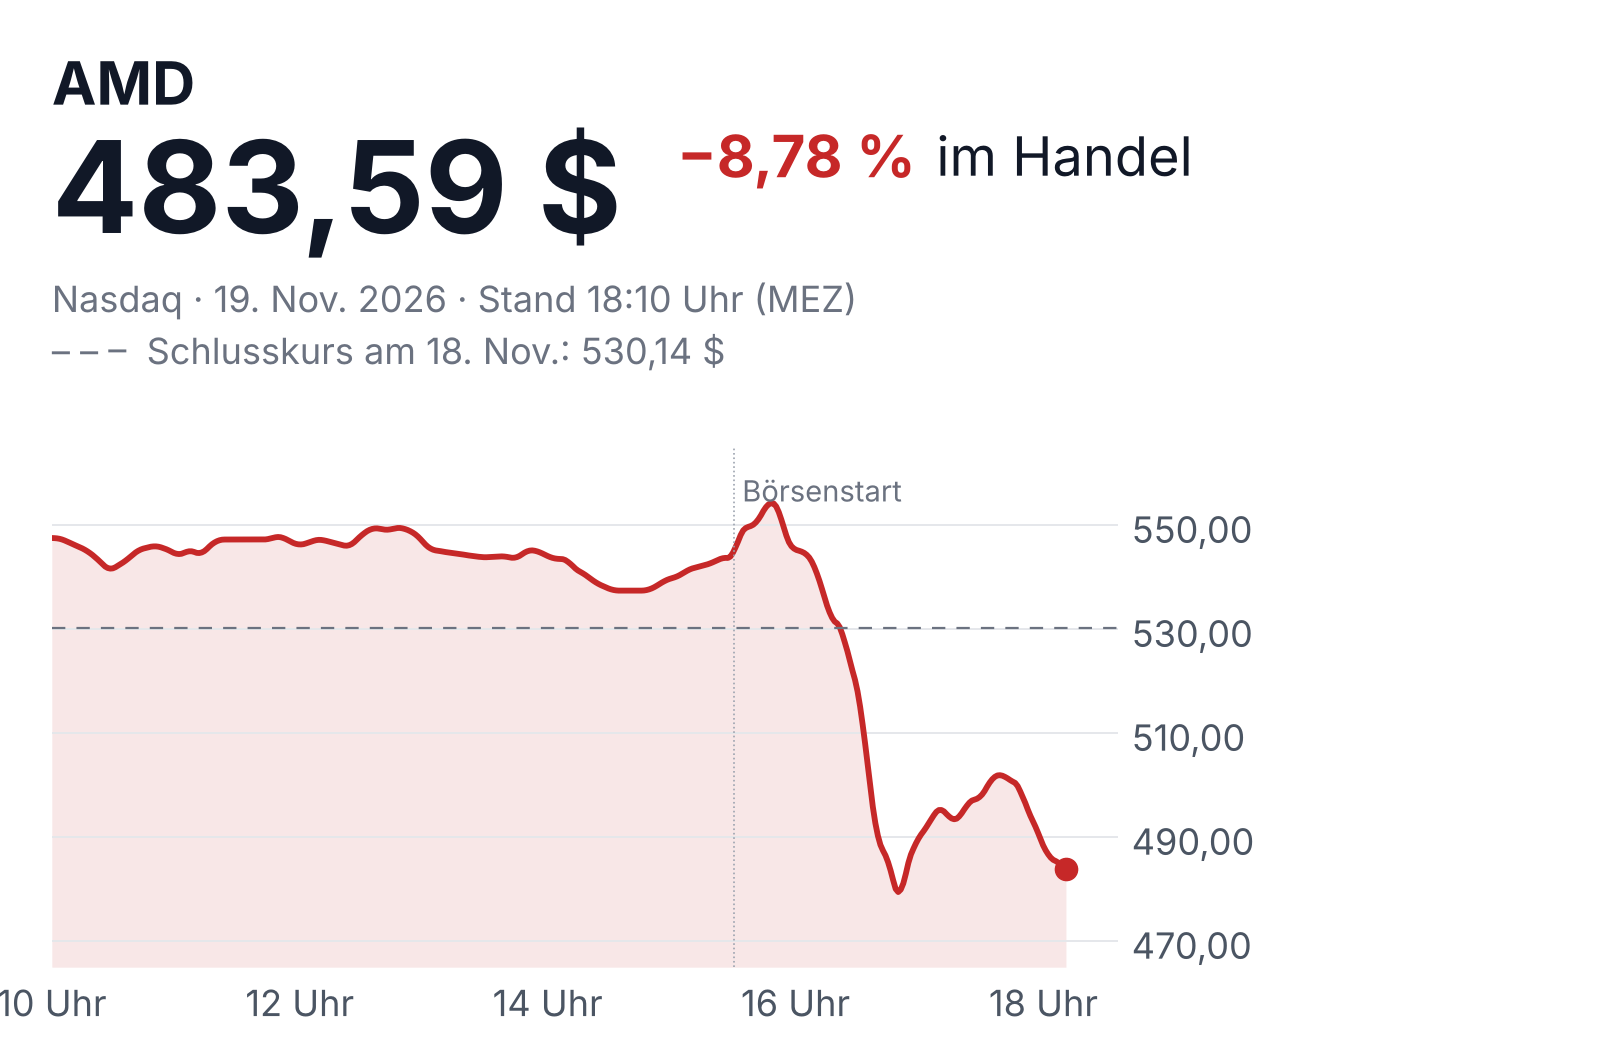 AMD
483,59 $ −8,78 % im Handel
Nasdaq · 19. Nov. 2026 · Stand 18:10 Uhr (MEZ)
Schlusskurs am 18. Nov.: 530,14 $
Börsenstart
550,00
530,00
510,00
490,00
470,00
10 Uhr 12 Uhr 14 Uhr 16 Uhr 18 Uhr